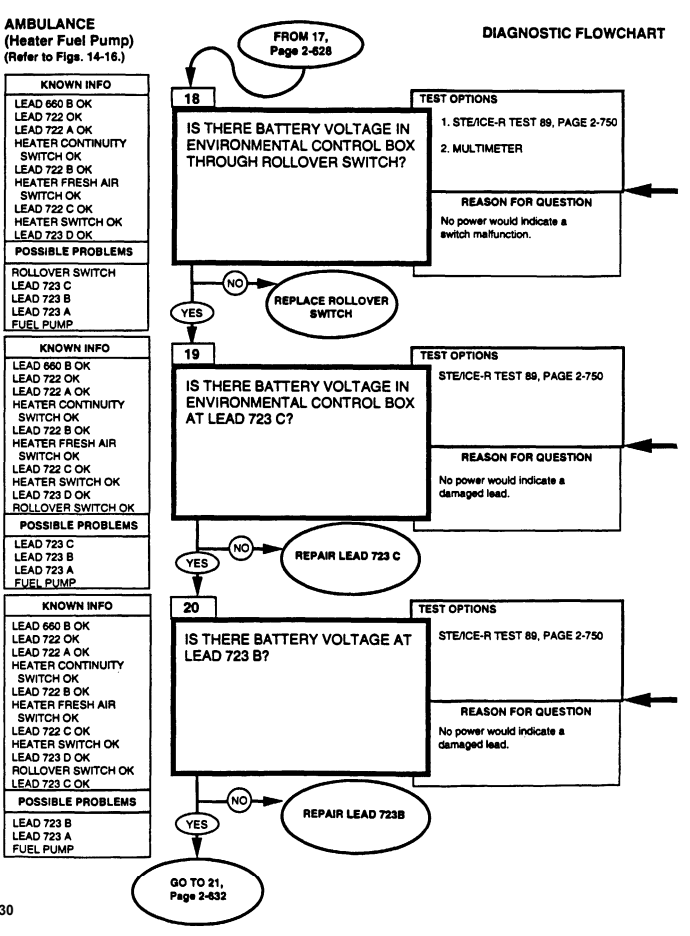 AMBULANCE
(Heater Fuel Pump)
(Refer to Figs. 14-16.)
DIAGNOSTIC FLOWCHART
FROM 17,
Page 2-628
KNOWN INFO
LEAD 660 B OK
LEAD 722 OK
LEAD 722 A OK
HEATER CONTINUITY
SWITCH OK
LEAD 722 B OK
HEATER FRESH AIR
SWITCH OK
LEAD 722 C OK
HEATER SWITCH OK
LEAD 723 D OK
POSSIBLE PROBLEMS
ROLLOVER SWITCH
LEAD 723 C
LEAD 723 B
LEAD 723 A
FUEL PUMP
18
IS THERE BATTERY VOLTAGE IN
ENVIRONMENTAL CONTROL BOX
THROUGH ROLLOVER SWITCH?
TEST OPTIONS
1. STE/ICE-R TEST 89, PAGE 2-750
2. MULTIMETER
REASON FOR QUESTION
No power would indicate a
switch malfunction.
NO
REPLACE ROLLOVER
SWITCH
YES
KNOWN INFO
LEAD 660 B OK
LEAD 722 OK
LEAD 722 A OK
HEATER CONTINUITY
SWITCH OK
LEAD 722 B OK
HEATER FRESH AIR
SWITCH OK
LEAD 722 C OK
HEATER SWITCH OK
LEAD 723 D OK
ROLLOVER SWITCH OK
POSSIBLE PROBLEMS
LEAD 723 C
LEAD 723 B
LEAD 723 A
FUEL PUMP
19
IS THERE BATTERY VOLTAGE IN
ENVIRONMENTAL CONTROL BOX
AT LEAD 723 C?
TEST OPTIONS
STE/ICE-R TEST 89, PAGE 2-750
REASON FOR QUESTION
No power would indicate a
damaged lead.
NO
REPAIR LEAD 723 C
YES
KNOWN INFO
LEAD 660 B OK
LEAD 722 OK
LEAD 722 A OK
HEATER CONTINUITY
SWITCH OK
LEAD 722 B OK
HEATER FRESH AIR
SWITCH OK
LEAD 722 C OK
HEATER SWITCH OK
LEAD 723 D OK
ROLLOVER SWITCH OK
LEAD 723 C OK
POSSIBLE PROBLEMS
LEAD 723 B
LEAD 723 A
FUEL PUMP
20
IS THERE BATTERY VOLTAGE AT
LEAD 723 B?
TEST OPTIONS
STE/ICE-R TEST 89, PAGE 2-750
REASON FOR QUESTION
No power would indicate a
damaged lead.
NO
REPAIR LEAD 723B
YES
GO TO 21,
Page 2-632
30